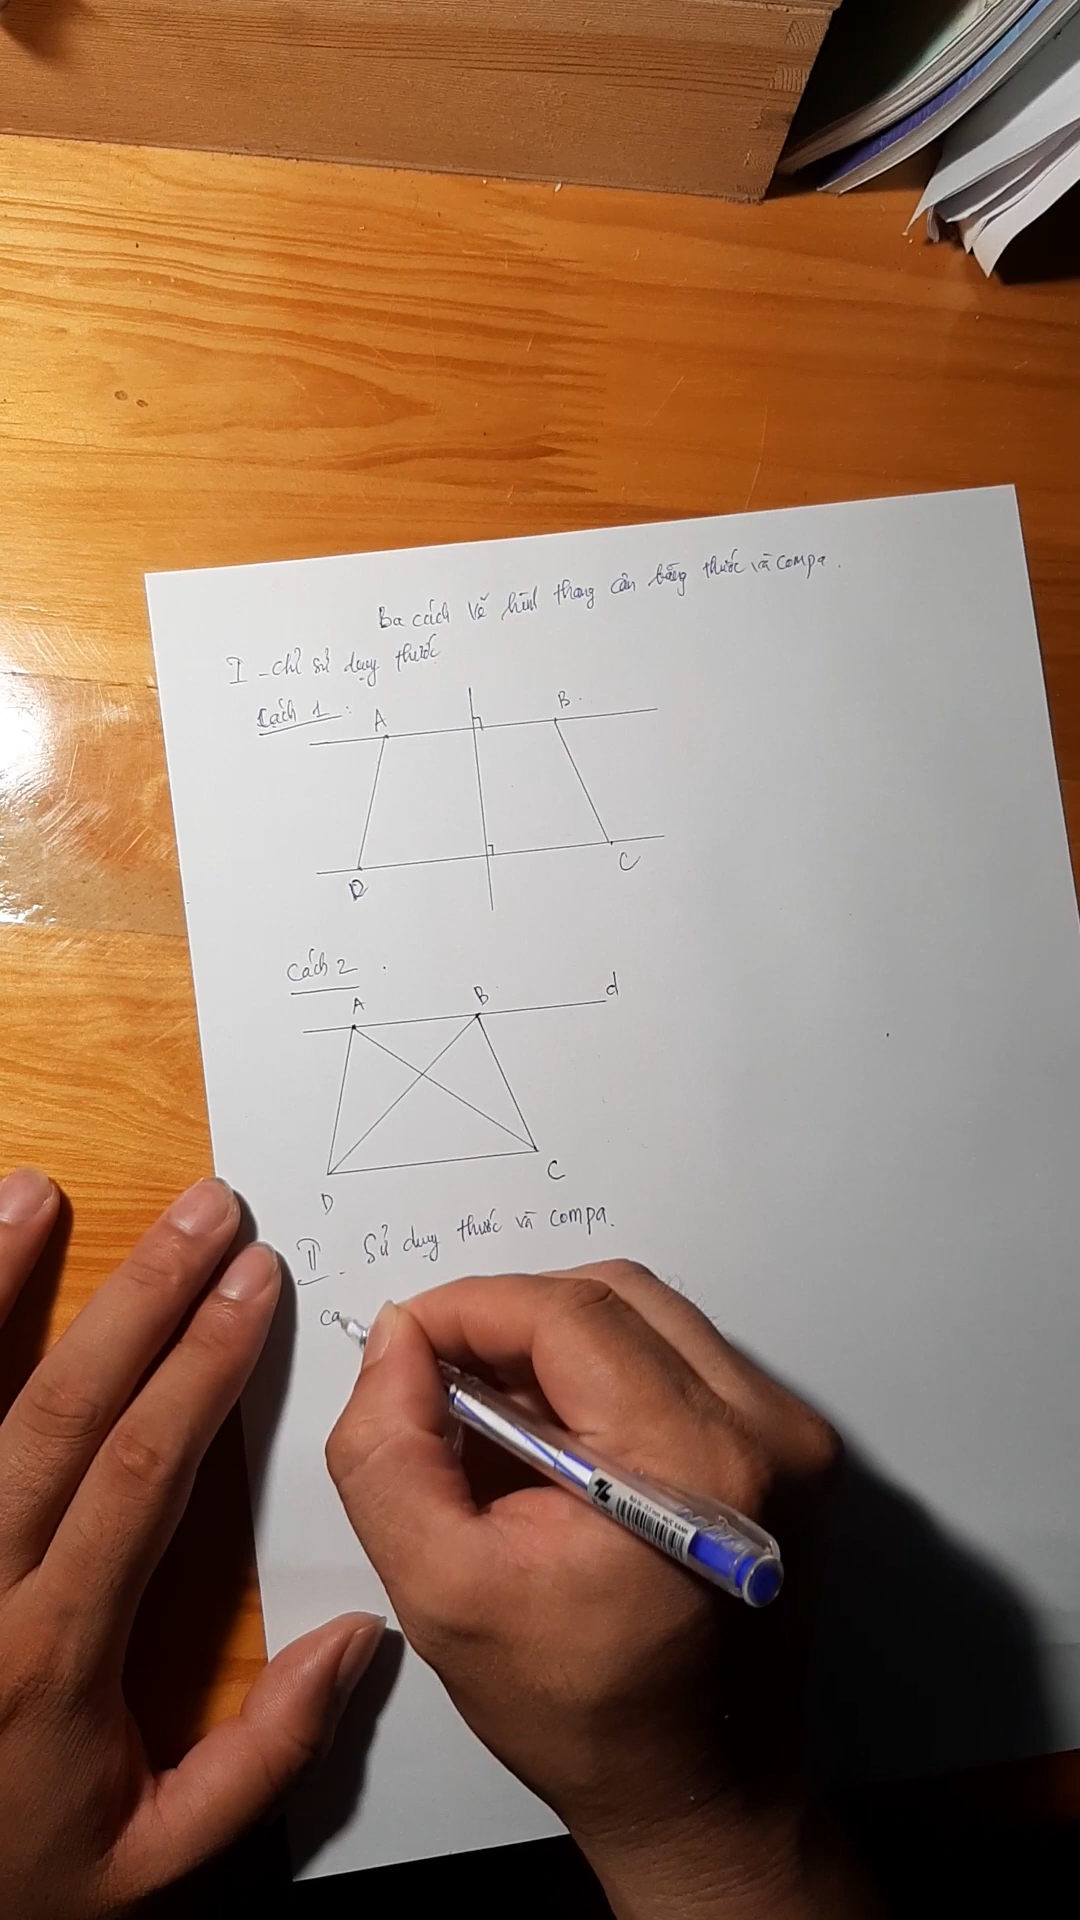 Ba cách vẽ hình thang cân bằng thước và compa.
I - chỉ sử dụng thước
Cách 1 :
A B
D C
Cách 2
A B d
D C
II - Sử dụng thước và compa.
ca